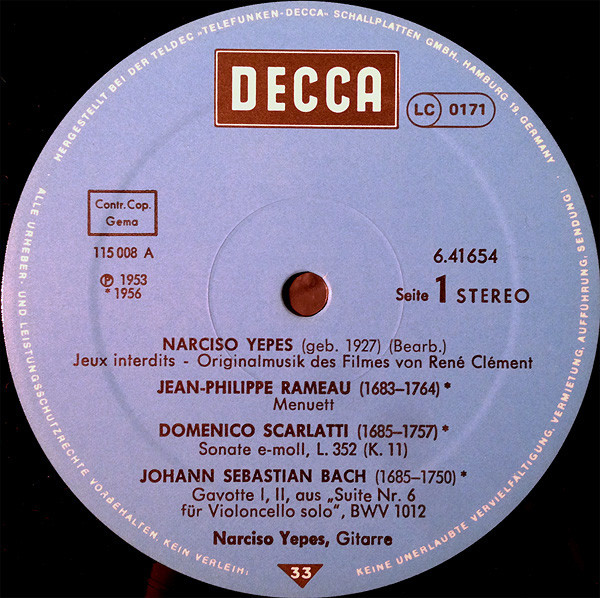 HERGESTELLT BEI DER TELDEC »TELEFUNKEN-DECCA« SCHALLPLATTEN GMBH., HAMBURG 19, GERMANY
DECCA
LC 0171
Contr. Cop.
Gema
115 008 A
6.41654
Ⓟ 1953
* 1956
Seite 1 STEREO
NARCISO YEPES (geb. 1927) (Bearb.)
Jeux interdits - Originalmusik des Filmes von René Clément
JEAN-PHILIPPE RAMEAU (1683–1764) *
Menuett
DOMENICO SCARLATTI (1685–1757) *
Sonate e-moll, L. 352 (K. 11)
JOHANN SEBASTIAN BACH (1685–1750) *
Gavotte I, II, aus „Suite Nr. 6
für Violoncello solo“, BWV 1012
Narciso Yepes, Gitarre
33
ALLE URHEBER- UND LEISTUNGSSCHUTZRECHTE VORBEHALTEN, KEIN VERLEIH!
KEINE UNERLAUBTE VERVIELFÄLTIGUNG, VERMIETUNG, AUFFÜHRUNG, SENDUNG!